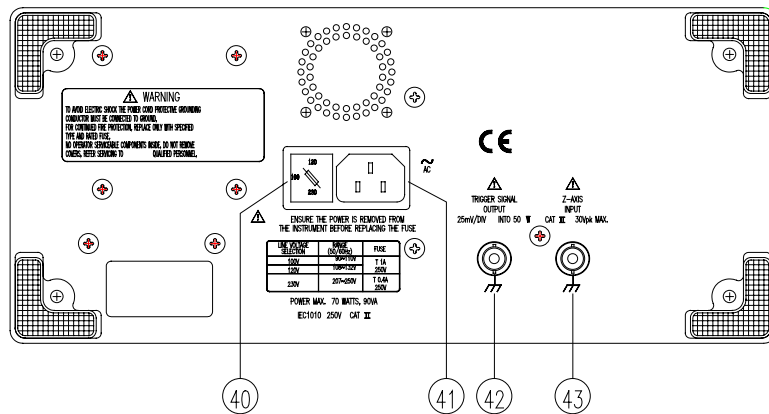 ⚠ WARNING
TO AVOID ELECTRIC SHOCK THE POWER CORD PROTECTIVE GROUNDING
CONDUCTOR MUST BE CONNECTED TO GROUND,
FOR CONTINUED FIRE PROTECTION, REPLACE ONLY WITH SPECIFIED
TYPE AND RATED FUSE,
NO OPERATOR SERVICEABLE COMPONENTS INSIDE, DO NOT REMOVE
COVERS, REFER SERVICING TO QUALIFIED PERSONNEL,
120
100
230
~
AC
CE
⚠ ENSURE THE POWER IS REMOVED FROM
THE INSTRUMENT BEFORE REPLACING THE FUSE
LINE VOLTAGE SELECTION RANGE (50/60Hz) FUSE
100V 90~110V T 1A 250V
120V 108~132V
230V 207~250V T 0.4A 250V
POWER MAX. 70 WATTS, 90VA
IEC1010 250V CAT II
TRIGGER SIGNAL
OUTPUT
25mV/DIV INTO 50 W
Z-AXIS
INPUT
CAT II 30Vpk MAX.
40
41
42
43